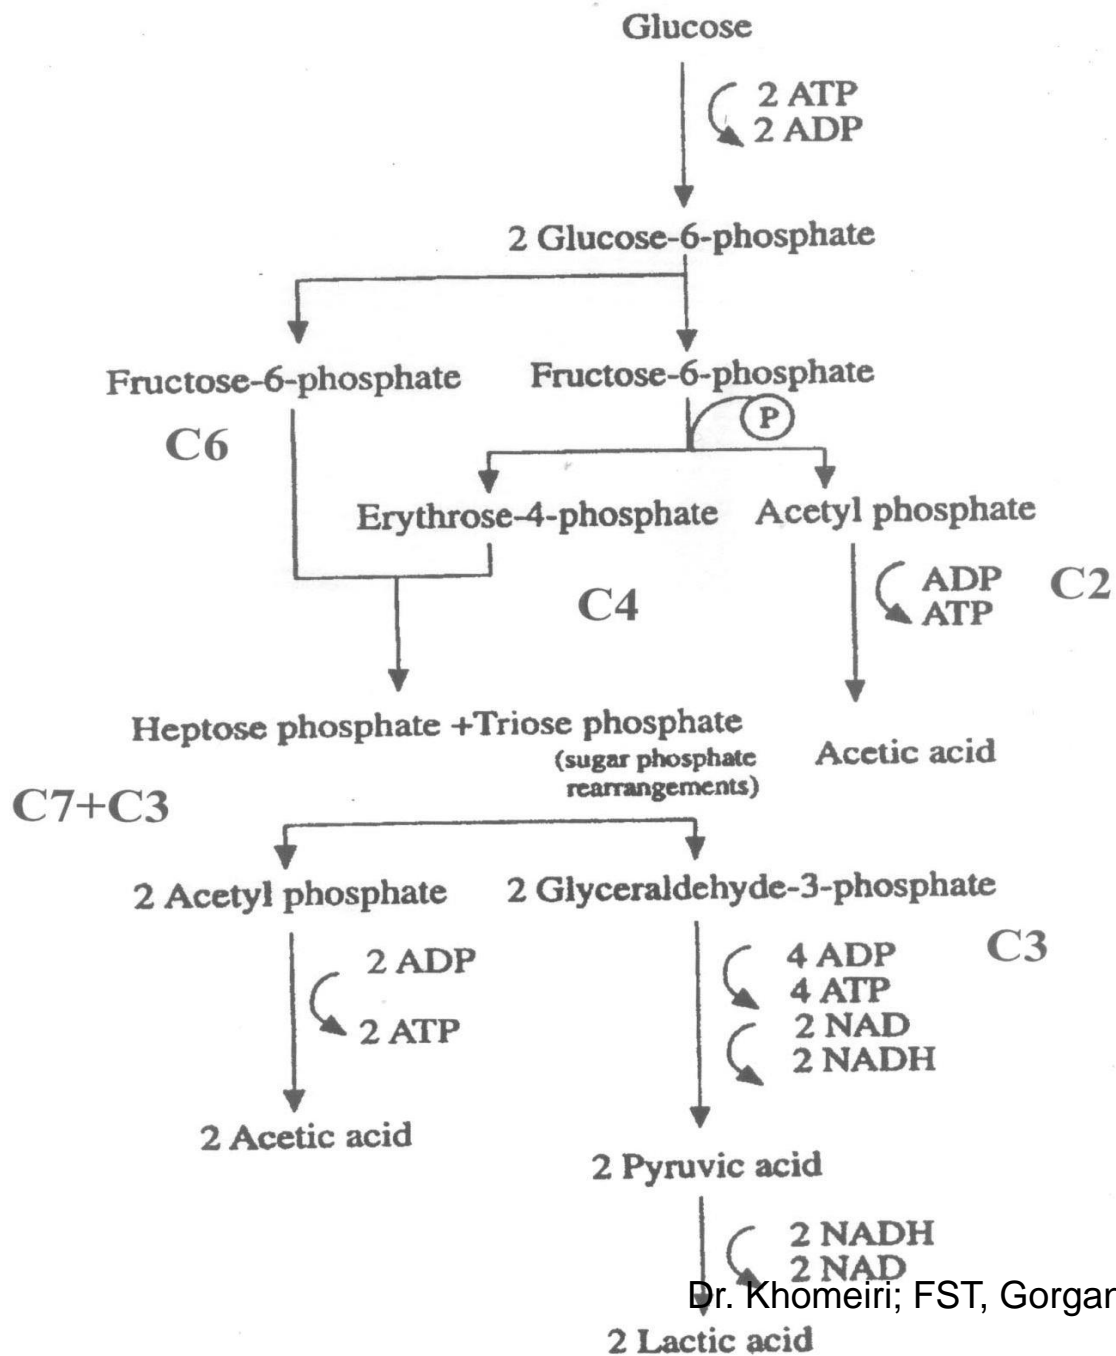 Glucose
2 ATP
2 ADP
2 Glucose-6-phosphate
Fructose-6-phosphate
Fructose-6-phosphate
P
C6
Erythrose-4-phosphate
Acetyl phosphate
C4
ADP
ATP
C2
Heptose phosphate +Triose phosphate
(sugar phosphate
rearrangements)
Acetic acid
C7+C3
2 Acetyl phosphate
2 Glyceraldehyde-3-phosphate
C3
2 ADP
2 ATP
4 ADP
4 ATP
2 NAD
2 NADH
2 Acetic acid
2 Pyruvic acid
2 NADH
2 NAD
Dr. Khomeiri; FST, Gorgan
2 Lactic acid